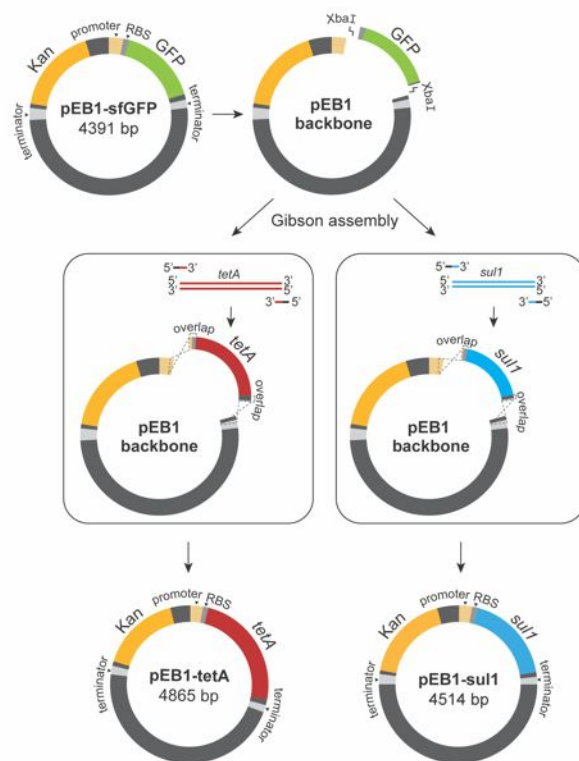 promoter RBS
Kan
GFP
terminator
terminator
pEB1-sfGFP
4391 bp
XbaI
GFP
XbaI
pEB1
backbone
Gibson assembly
5' 3'
tetA
5' 3'
3' 5'
3' 5'
overlap
tetA
overlap
pEB1
backbone
5' 3'
sul1
5' 3'
3' 5'
3' 5'
overlap
sul1
overlap
pEB1
backbone
promoter RBS
Kan
tetA
terminator
terminator
pEB1-tetA
4865 bp
promoter RBS
Kan
sul1
terminator
terminator
pEB1-sul1
4514 bp